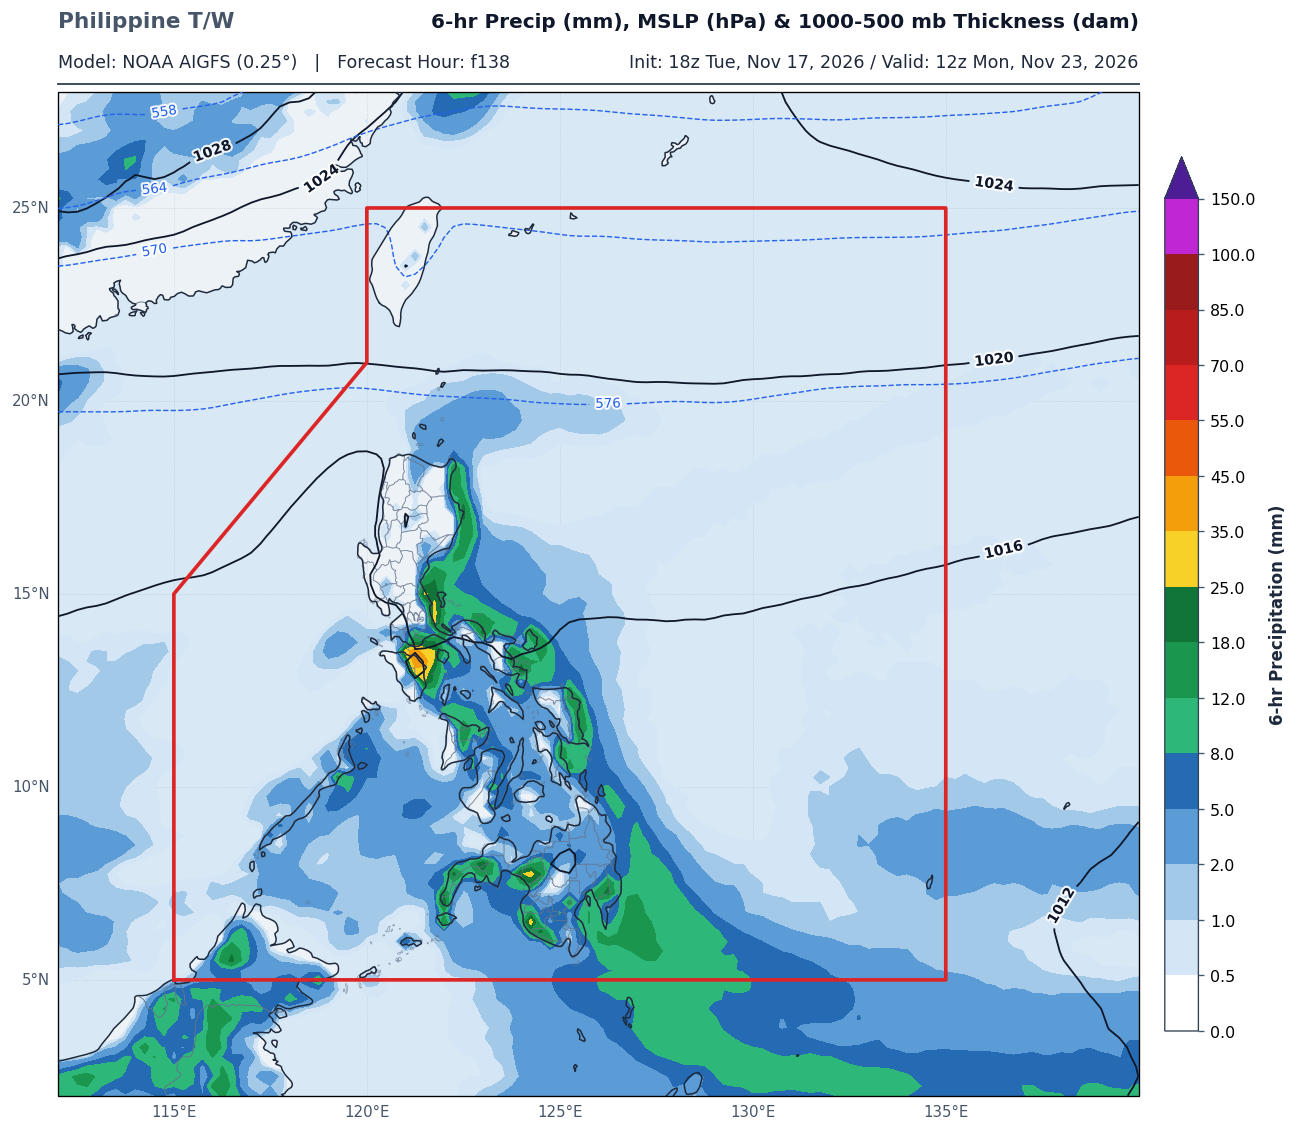 Philippine T/W
6-hr Precip (mm), MSLP (hPa) & 1000-500 mb Thickness (dam)
Model: NOAA AIGFS (0.25°) | Forecast Hour: f138
Init: 18z Tue, Nov 17, 2026 / Valid: 12z Mon, Nov 23, 2026
558
1028
1024
564
570
1024
1020
576
1016
1012
25°N
20°N
15°N
10°N
5°N
115°E
120°E
125°E
130°E
135°E
150.0
100.0
85.0
70.0
55.0
45.0
35.0
25.0
18.0
12.0
8.0
5.0
2.0
1.0
0.5
0.0
6-hr Precipitation (mm)